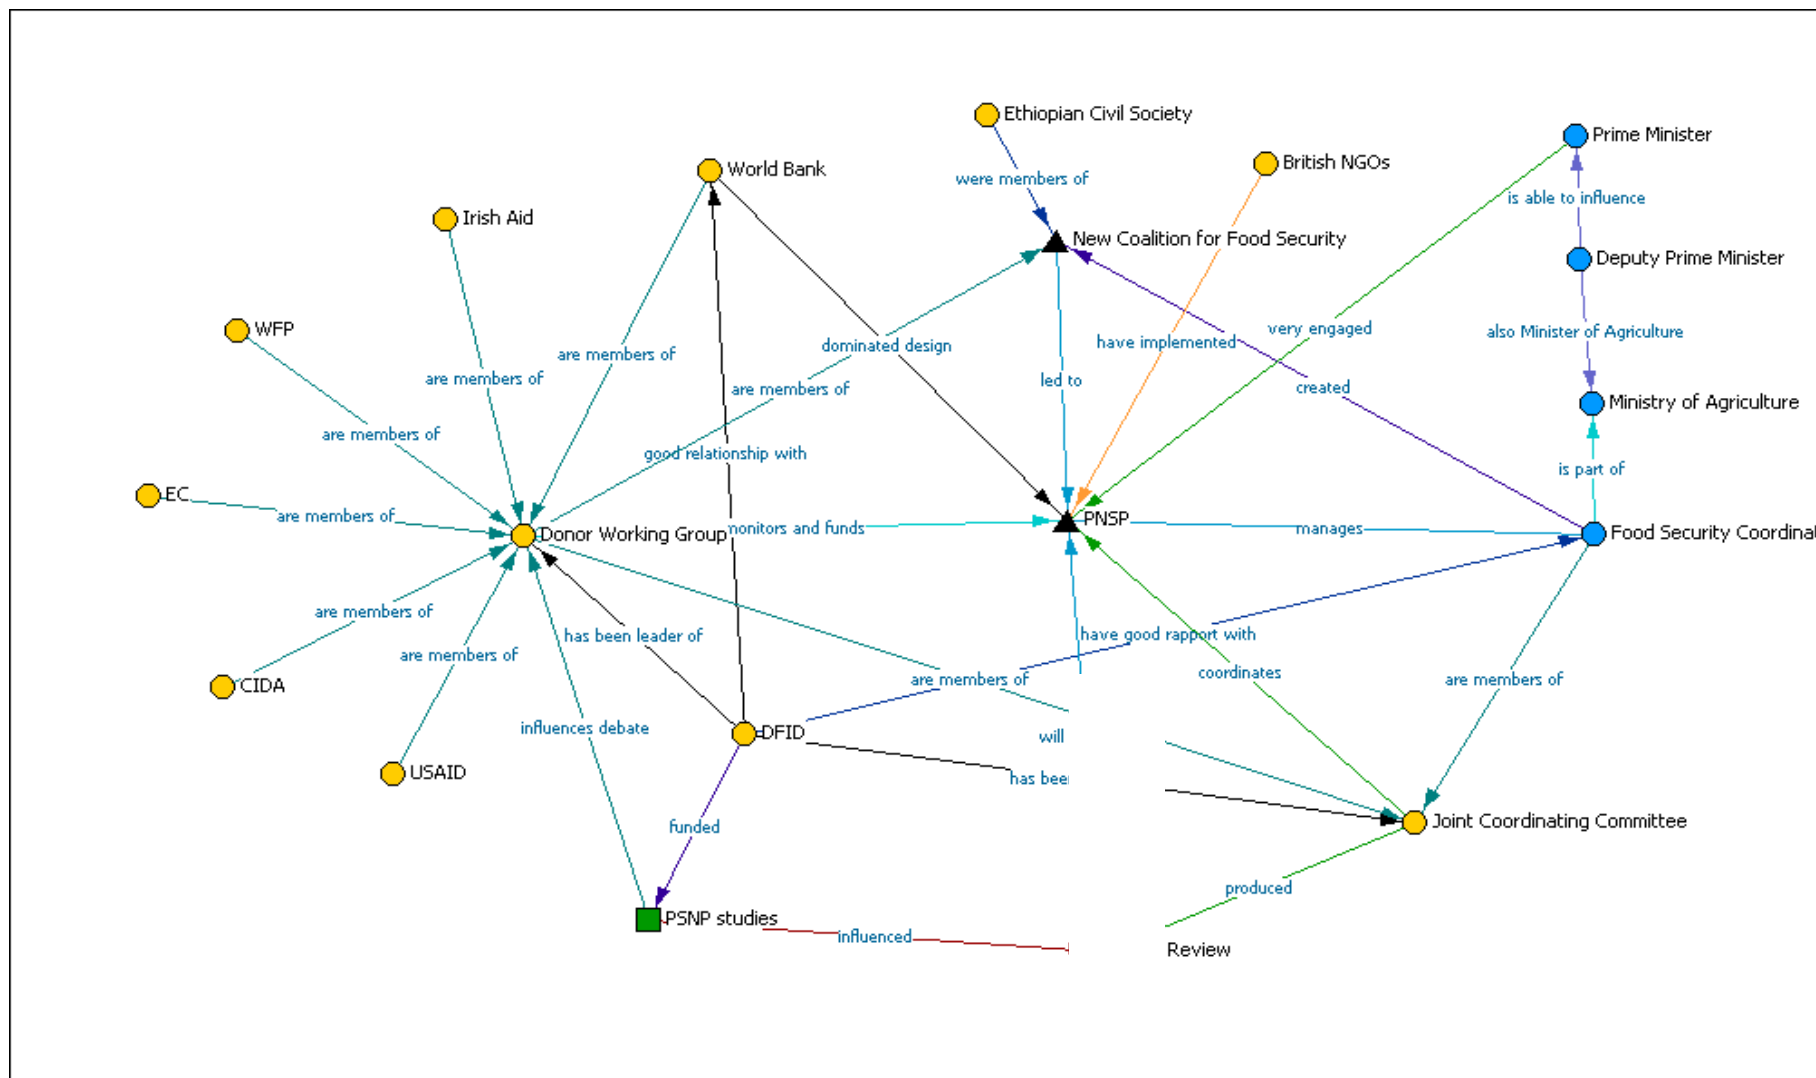 Ethiopian Civil Society
Prime Minister
British NGOs
World Bank
were members of
is able to influence
Irish Aid
New Coalition for Food Security
Deputy Prime Minister
WFP
very engaged
also Minister of Agriculture
have implemented
dominated design
are members of
are members of
led to
created
are members of
Ministry of Agriculture
are members of
good relationship with
is part of
EC
are members of
PNSP
monitors and funds
manages
Donor Working Group
Food Security
are members of
has been leader of
have good rapport with
are members of
coordinates
are members of
are members of
CIDA
influences debate
DFID
will
USAID
has
Joint Coordinating Committee
funded
produced
PSNP studies
influenced
Review